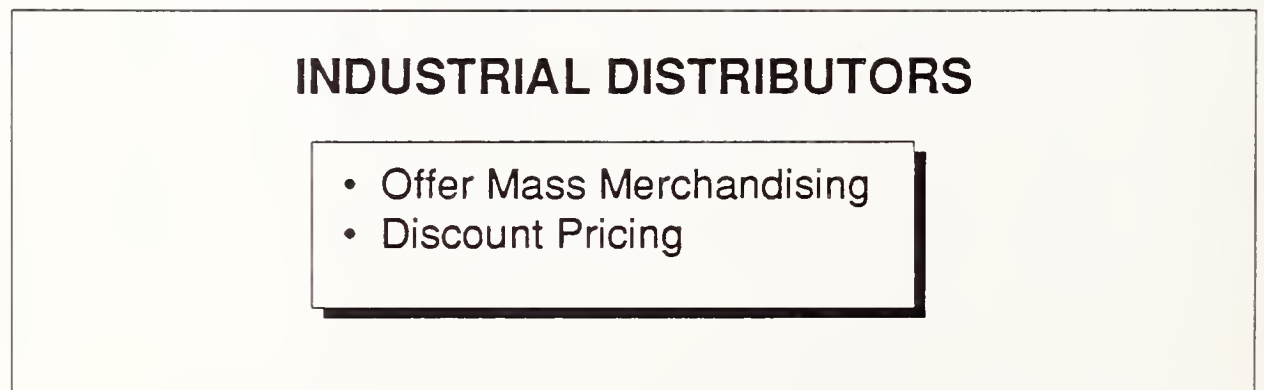 INDUSTRIAL DISTRIBUTORS
• Offer Mass Merchandising
• Discount Pricing